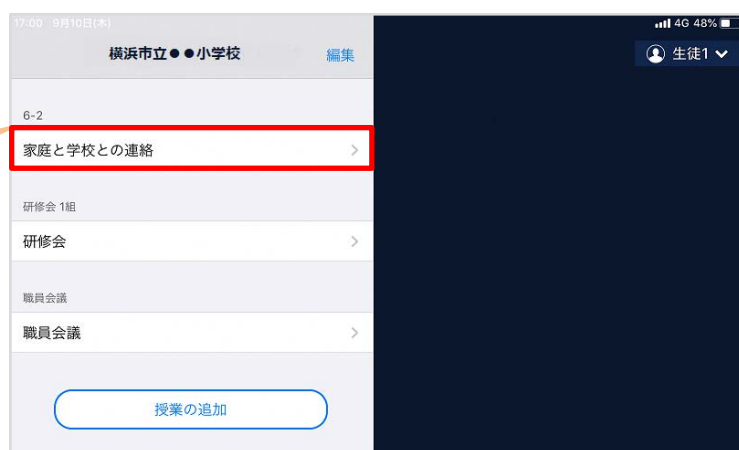 17:00 9月10日(木)
4G 48%
横浜市立●●小学校
編集
生徒1
6-2
家庭と学校との連絡
研修会 1組
研修会
職員会議
職員会議
授業の追加